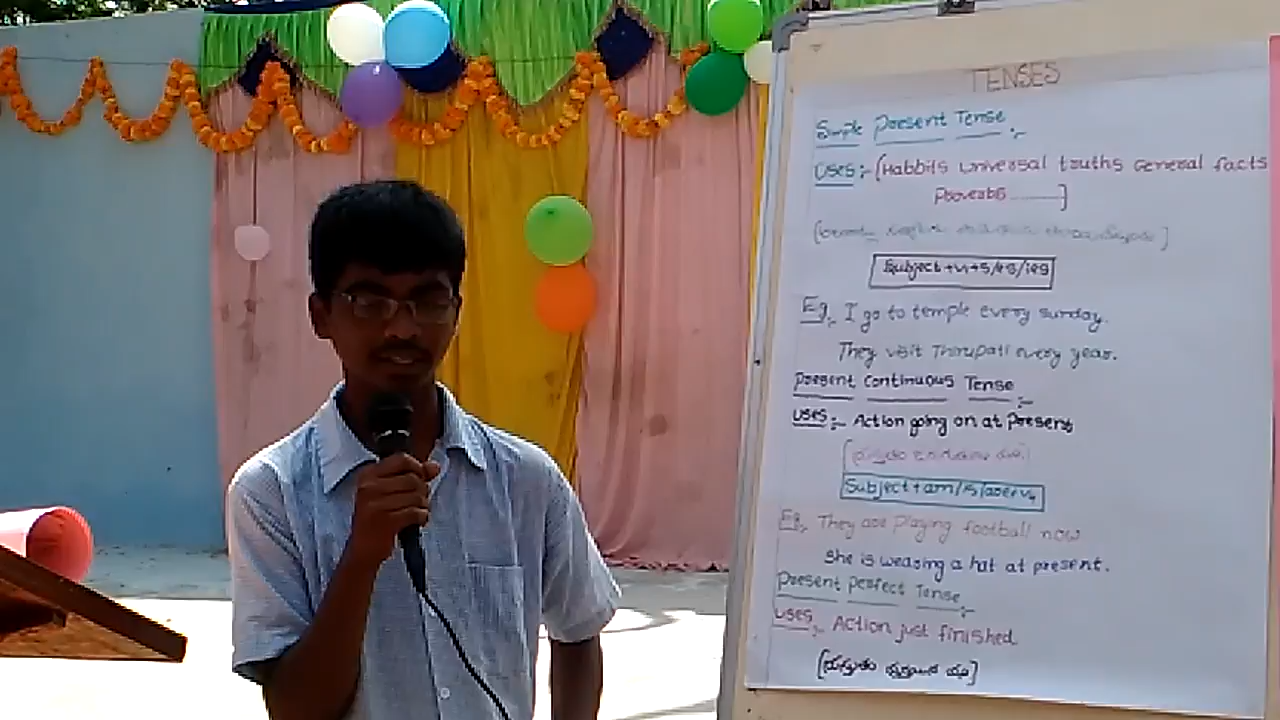 TENSES
Simple Present Tense :-
Uses :- [Habbits Universal truths General facts
Proverbs ........]
Subject + V1 + S/es/ies
Eg:- I go to temple every sunday.
They visit Thirupati every year.
Present Continuous Tense :-
Uses :- Action going on at Present
Subject + am/is/are + V4
Eg:- They are playing football now
She is wearing a hat at present.
Present Perfect Tense :-
Uses :- Action just finished